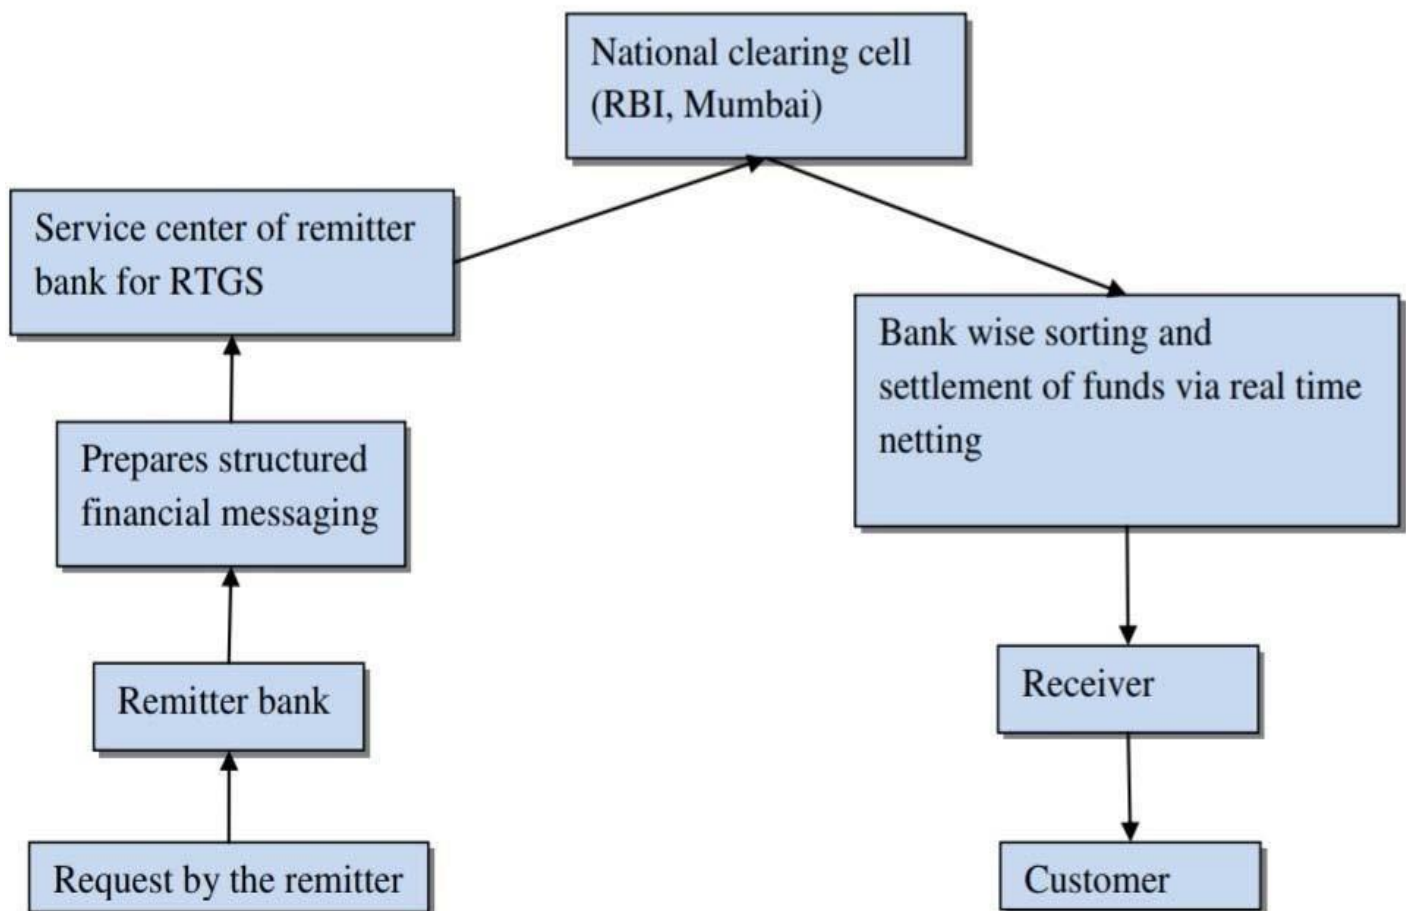 National clearing cell
(RBI, Mumbai)
Service center of remitter
bank for RTGS
Bank wise sorting and
settlement of funds via real time
netting
Prepares structured
financial messaging
Remitter bank
Receiver
Request by the remitter
Customer